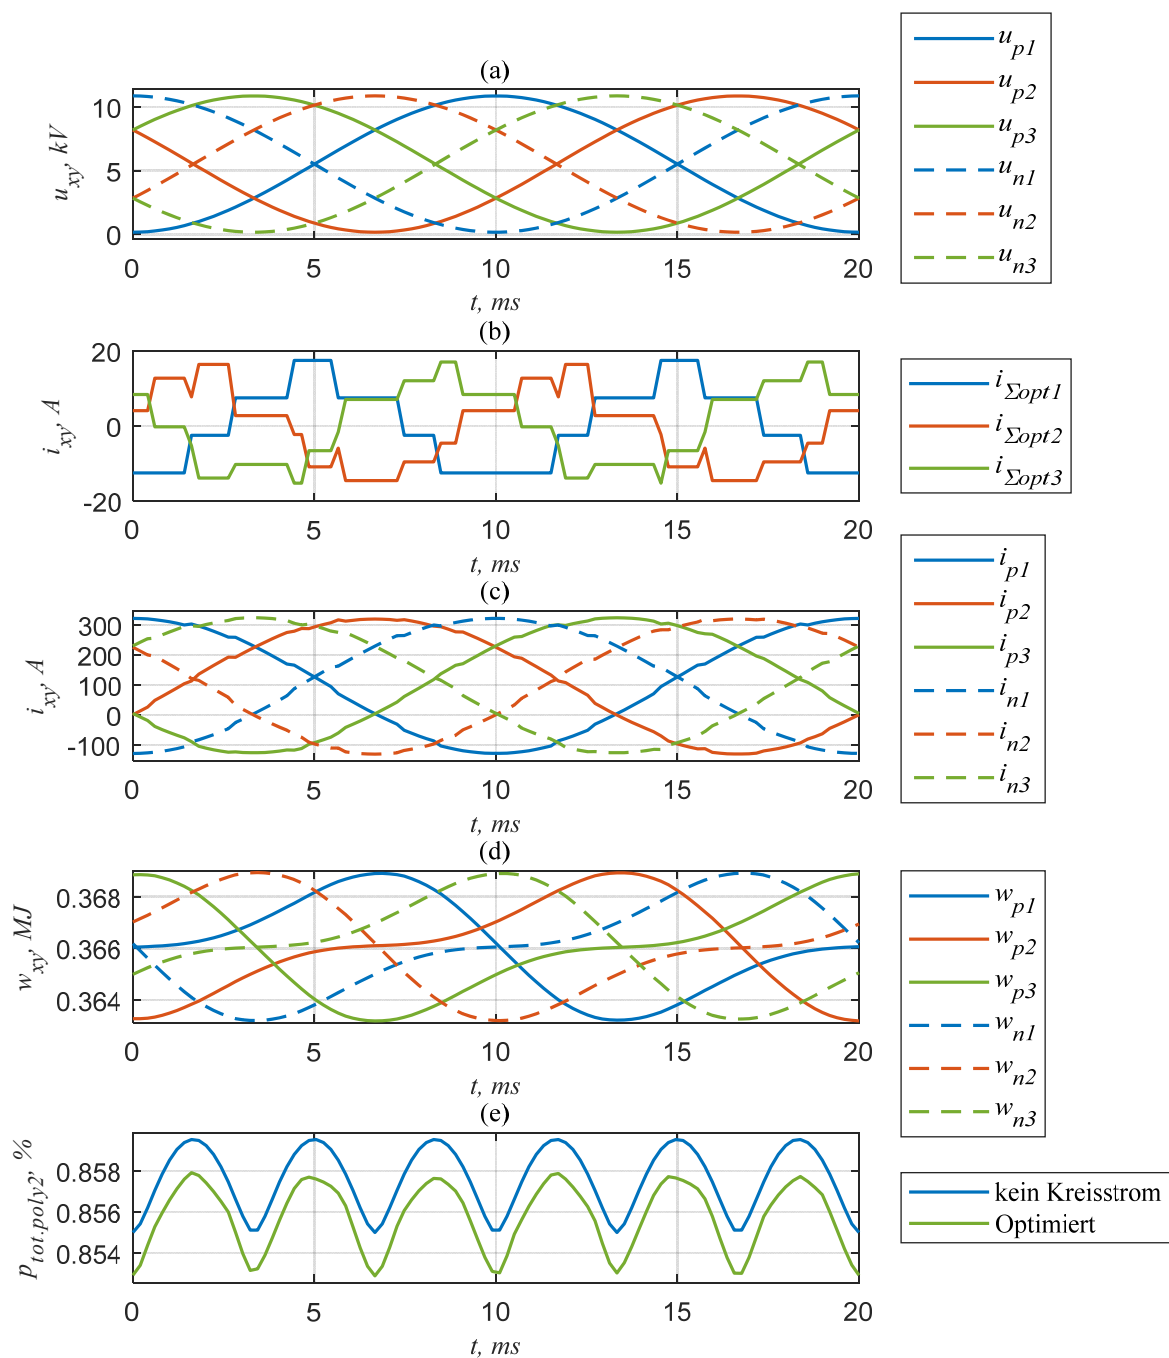 (a)
u_xy, kV
10
5
0
0 5 10 15 20
t, ms
u_p1
u_p2
u_p3
u_n1
u_n2
u_n3
(b)
i_xy, A
20
0
-20
0 5 10 15 20
t, ms
i_Σopt1
i_Σopt2
i_Σopt3
(c)
i_xy, A
300
200
100
0
-100
0 5 10 15 20
t, ms
i_p1
i_p2
i_p3
i_n1
i_n2
i_n3
(d)
w_xy, MJ
0.368
0.366
0.364
0 5 10 15 20
t, ms
w_p1
w_p2
w_p3
w_n1
w_n2
w_n3
(e)
p_tot.poly2, %
0.858
0.856
0.854
0 5 10 15 20
t, ms
kein Kreisstrom
Optimiert